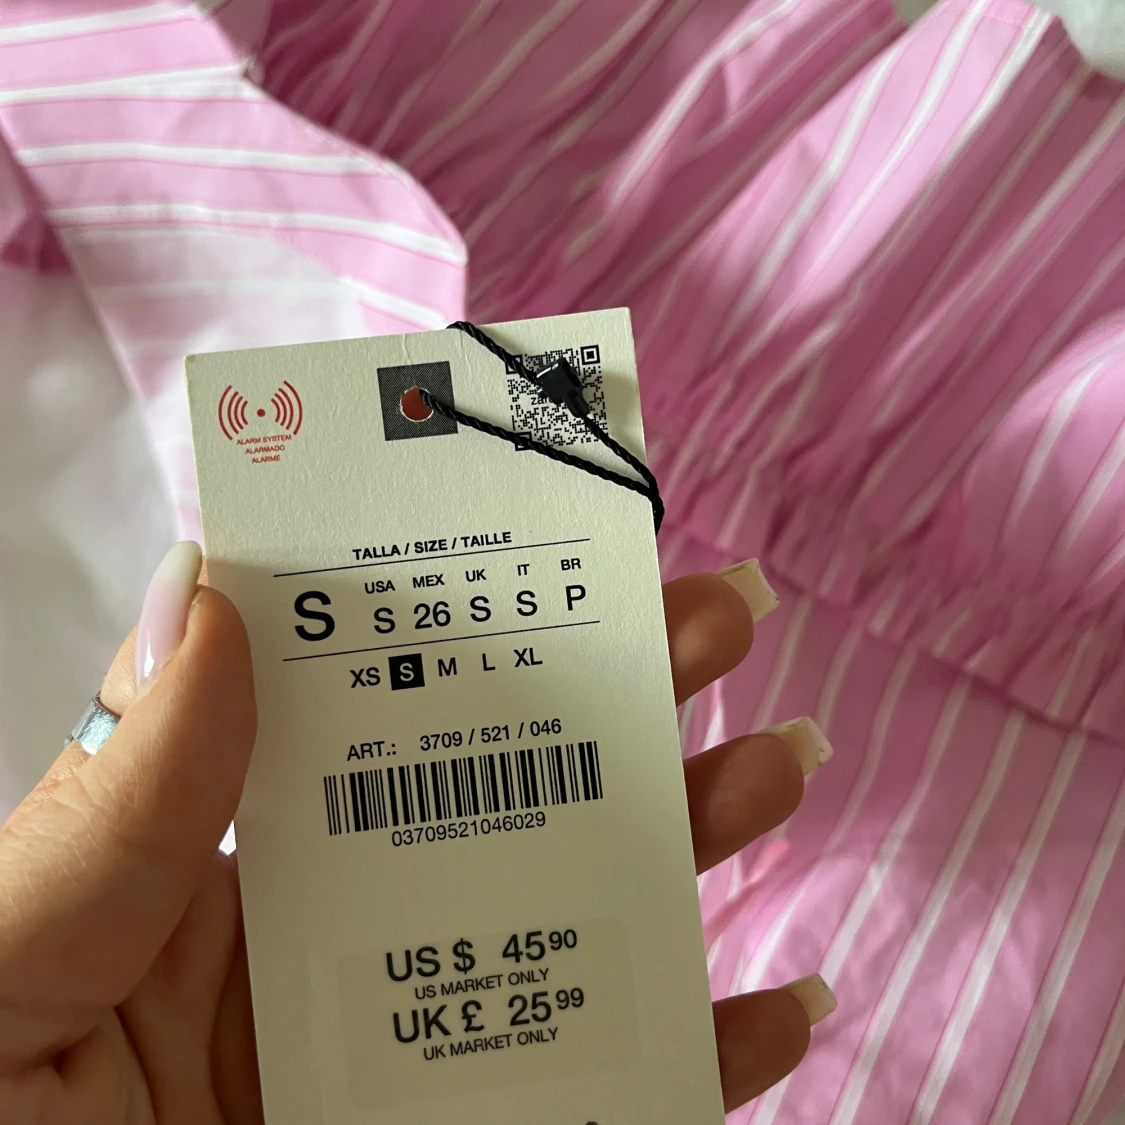 ALARM SYSTEM
ALARMADO
ALARME
TALLA / SIZE / TAILLE
USA MEX UK IT BR
S S 26 S S P
XS S M L XL
ART.: 3709 / 521 / 046
03709521046029
US $ 45 90
US MARKET ONLY
UK £ 25 99
UK MARKET ONLY